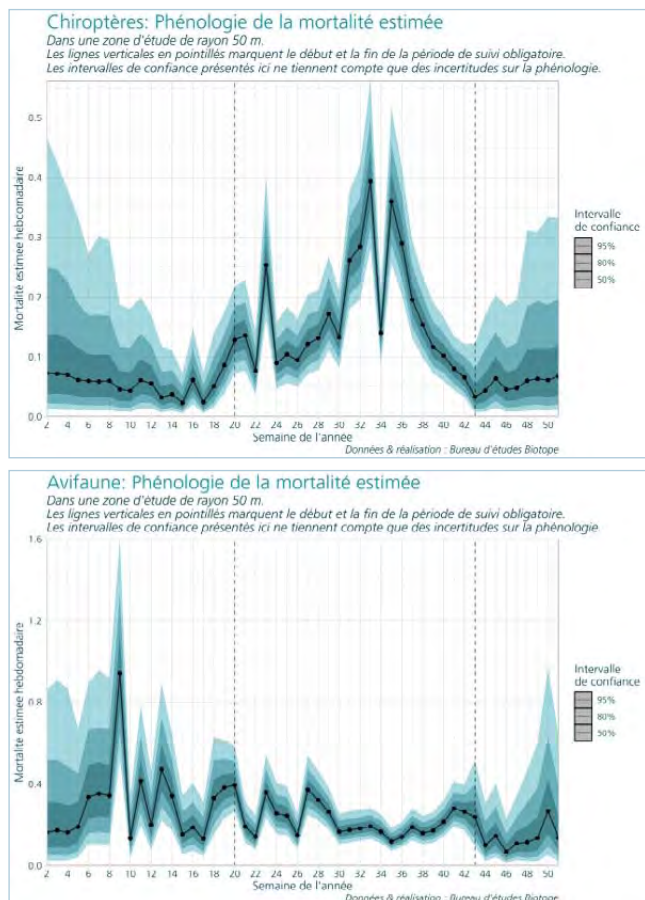 Chiroptères: Phénologie de la mortalité estimée
Dans une zone d'étude de rayon 50 m.
Les lignes verticales en pointillés marquent le début et la fin de la période de suivi obligatoire.
Les intervalles de confiance présentés ici ne tiennent compte que des incertitudes sur la phénologie.
Mortalité estimée hebdomadaire
0.5
0.4
0.3
0.2
0.1
0.0
2 4 6 8 10 12 14 16 18 20 22 24 26 28 30 32 34 36 38 40 42 44 46 48 50
Semaine de l'année
Intervalle
de confiance
95%
80%
50%
Données & réalisation : Bureau d'études Biotope
Avifaune: Phénologie de la mortalité estimée
Dans une zone d'étude de rayon 50 m.
Les lignes verticales en pointillés marquent le début et la fin de la période de suivi obligatoire.
Les intervalles de confiance présentés ici ne tiennent compte que des incertitudes sur la phénologie
Mortalité estimée hebdomadaire
1.6
1.2
0.8
0.4
0.0
2 4 6 8 10 12 14 16 18 20 22 24 26 28 30 32 34 36 38 40 42 44 46 48 50
Semaine de l'année
Intervalle
de confiance
95%
80%
50%
Données & réalisation : Bureau d'études Biotope